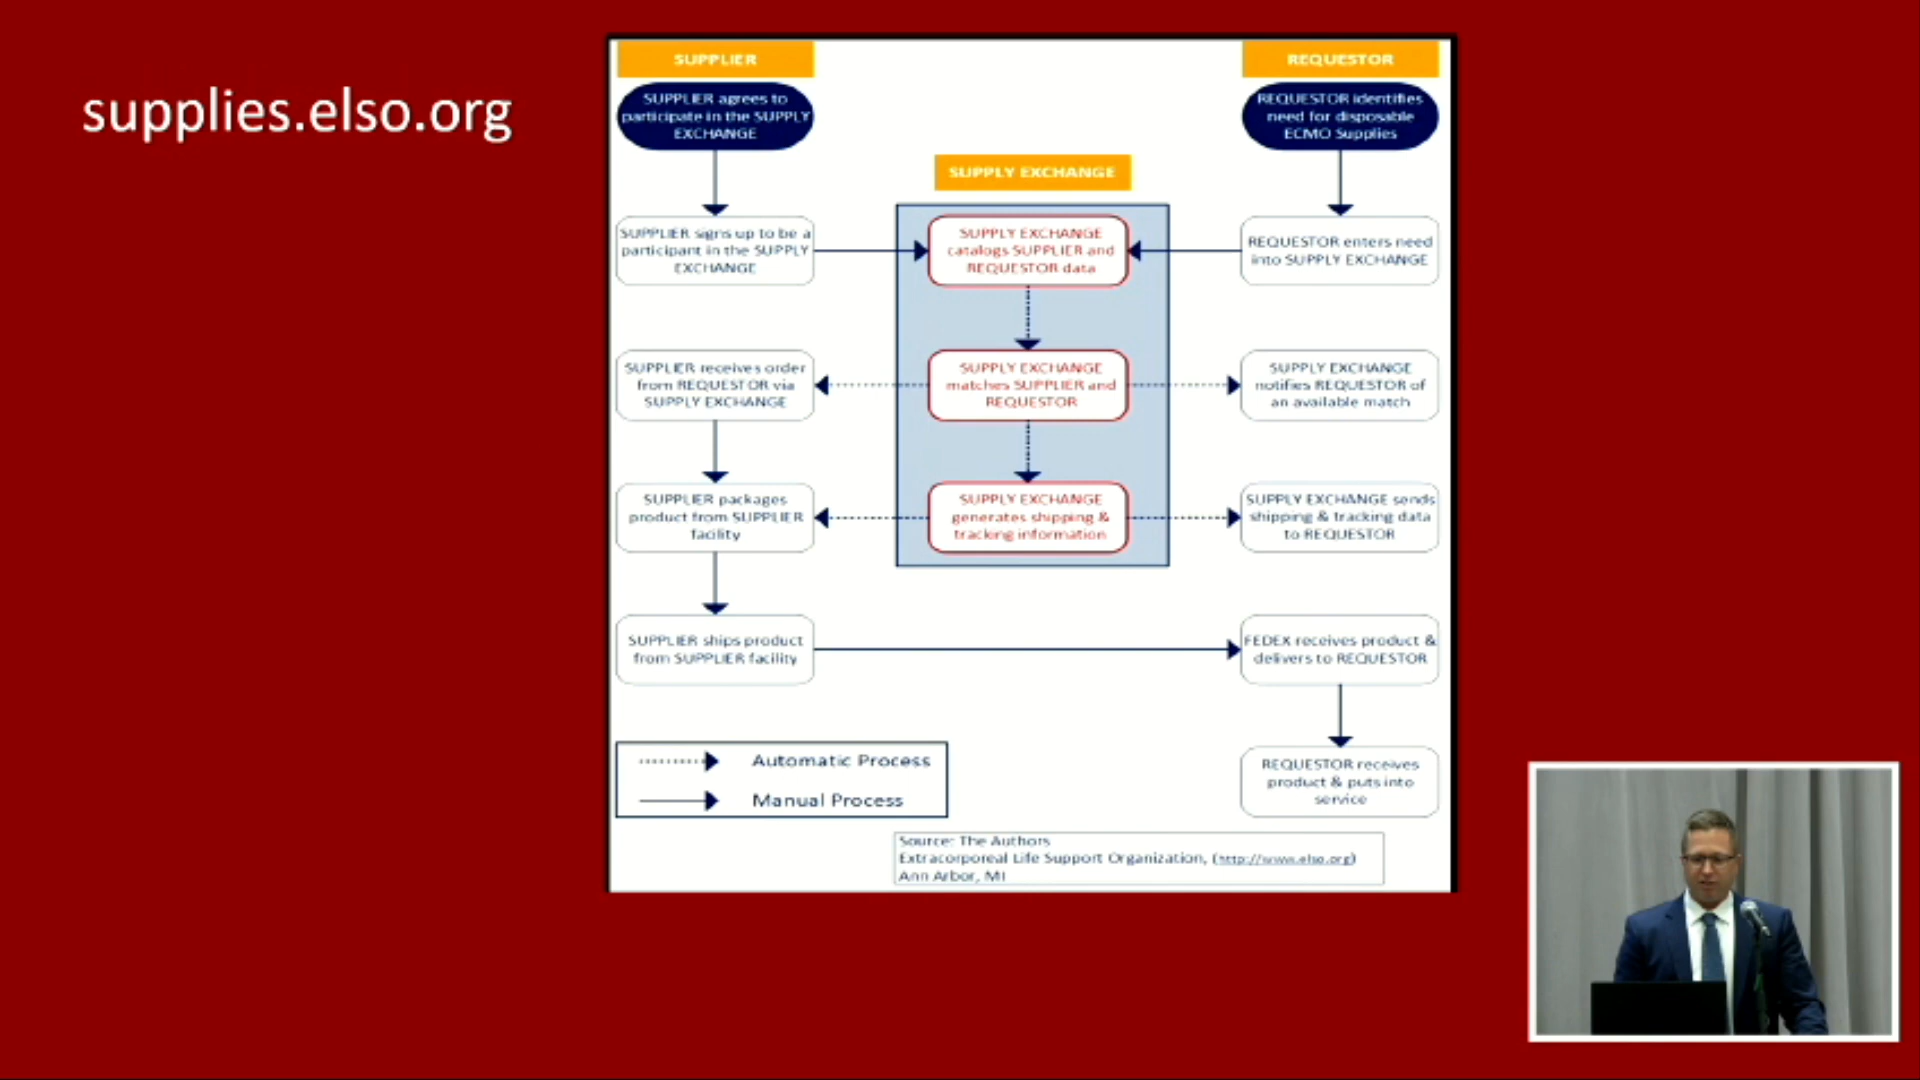 supplies.elso.org
SUPPLIER
SUPPLIER agrees to
participate in the SUPPLY
EXCHANGE
REQUESTOR
REQUESTOR identifies
need for disposable
ECMO Supplies
SUPPLY EXCHANGE
SUPPLIER signs up to be a
participant in the SUPPLY
EXCHANGE
SUPPLY EXCHANGE
catalogs SUPPLIER and
REQUESTOR data
REQUESTOR enters need
into SUPPLY EXCHANGE
SUPPLIER receives order
from REQUESTOR via
SUPPLY EXCHANGE
SUPPLY EXCHANGE
matches SUPPLIER and
REQUESTOR
SUPPLY EXCHANGE
notifies REQUESTOR of
an available match
SUPPLIER packages
product from SUPPLIER
facility
SUPPLY EXCHANGE
generates shipping &
tracking information
SUPPLY EXCHANGE sends
shipping & tracking data
to REQUESTOR
SUPPLIER ships product
from SUPPLIER facility
FEDEX receives product &
delivers to REQUESTOR
Automatic Process
Manual Process
REQUESTOR receives
product & puts into
service
Source: The Authors
Extracorporeal Life Support Organization, (http://www.elso.org)
Ann Arbor, MI